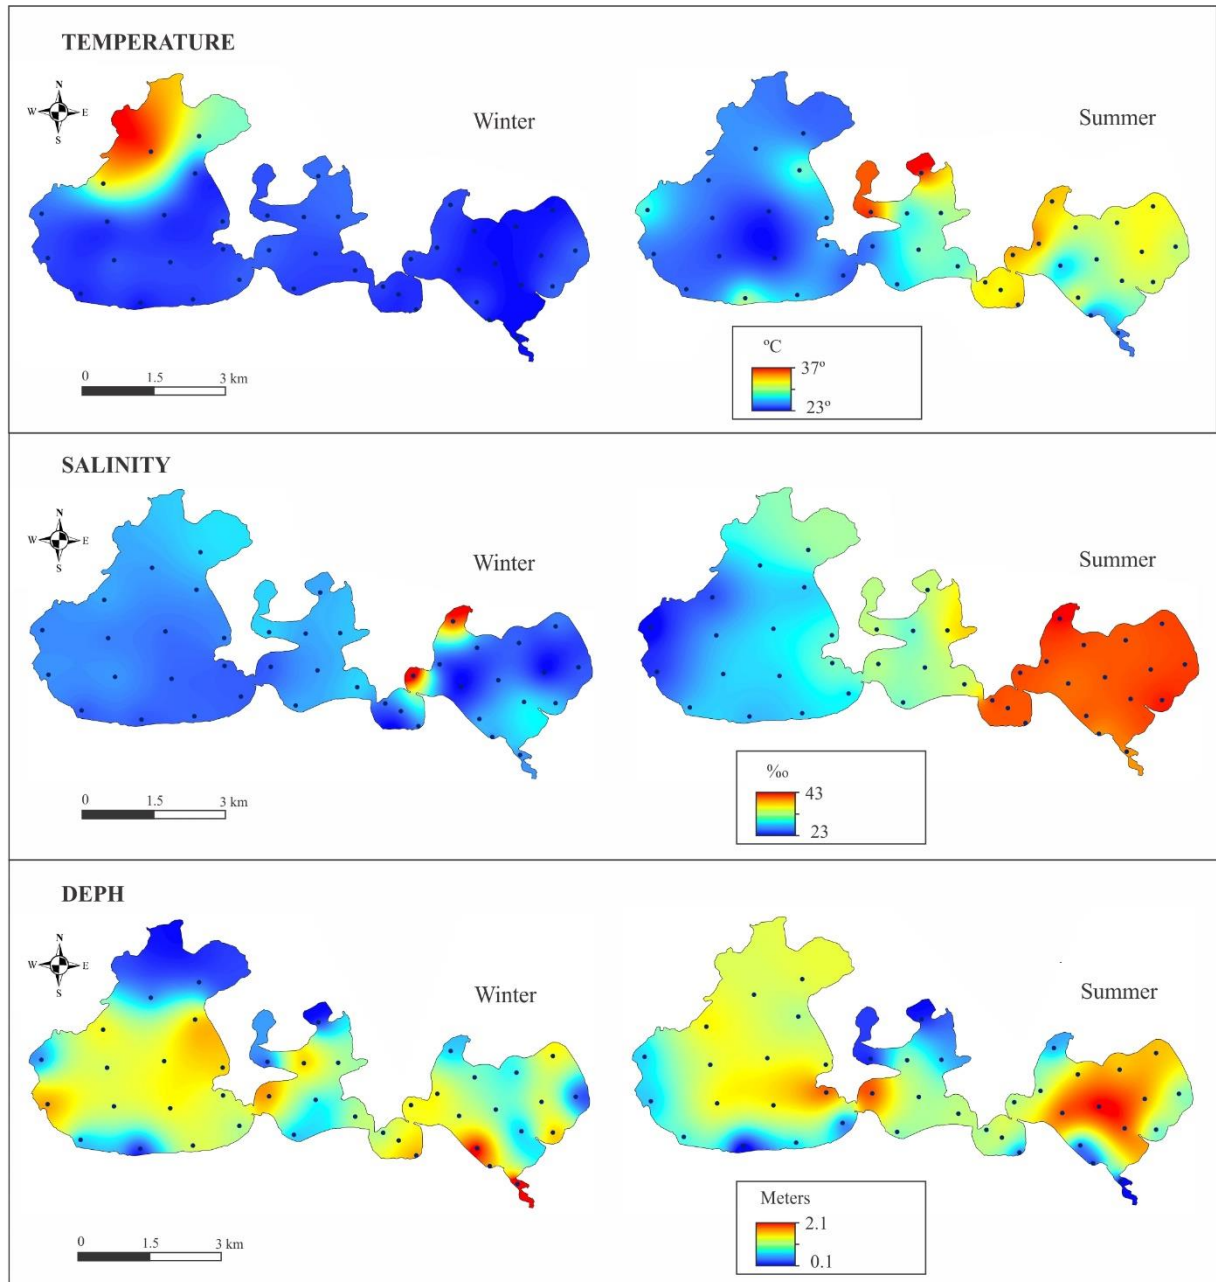 TEMPERATURE
N
W E
S
Winter
Summer
0 1.5 3 km
ºC
37º
23º
SALINITY
N
W E
S
Winter
Summer
0 1.5 3 km
‰
43
23
DEPH
N
W E
S
Winter
Summer
0 1.5 3 km
Meters
2.1
0.1